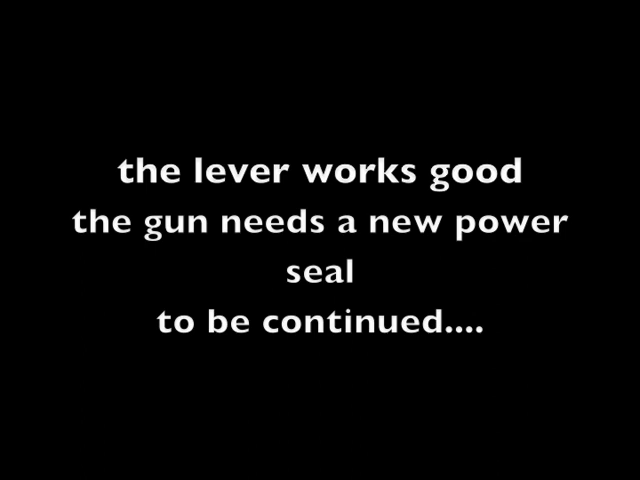 the lever works good
the gun needs a new power
seal
to be continued....